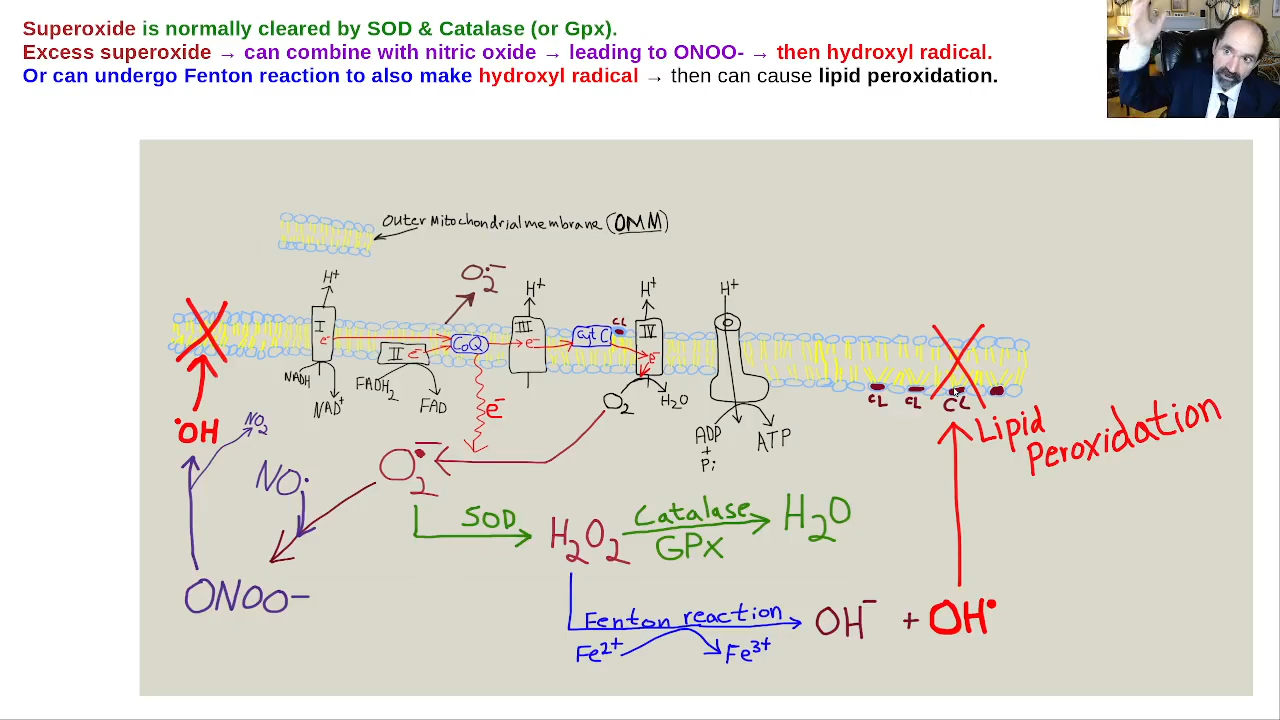 Superoxide is normally cleared by SOD & Catalase (or Gpx).
Excess superoxide → can combine with nitric oxide → leading to ONOO- → then hydroxyl radical.
Or can undergo Fenton reaction to also make hydroxyl radical → then can cause lipid peroxidation.
Outer Mitochondrial membrane (OMM)
H+
O2•−
H+
H+
H+
I
e-
II
e-
CoQ
III
e-
Cyt C
CL
IV
e-
NADH
NAD+
FADH2
FAD
e-
O2
H2O
ADP
+
Pi
ATP
CL
CL
CL
Lipid
Peroxidation
•OH
NO2
NO•
O2•−
SOD
H2O2
Catalase
GPx
H2O
ONOO−
Fenton reaction
Fe2+
Fe3+
OH− + OH•